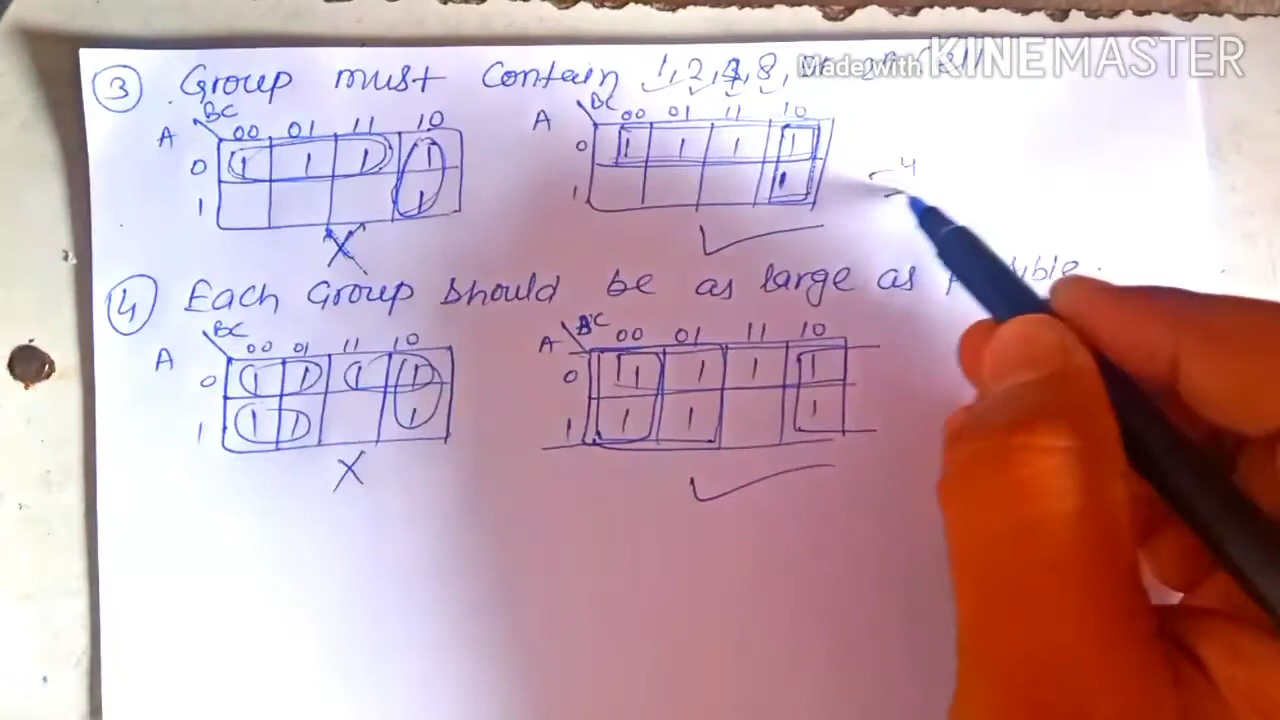 ③ Group must contain 1, 2, 4, 8,
Made with KINEMASTER
BC BC
A 00 01 11 10 A 00 01 11 10
0 1 1 1 1 0 1 1 1 1
1 1 1 1
X ✓
4
④ Each Group should be as large as
BC BC
A 00 01 11 10 A 00 01 11 10
0 1 1 1 1 0 1 1 1 1
1 1 1 1 1 1 1 1
X ✓